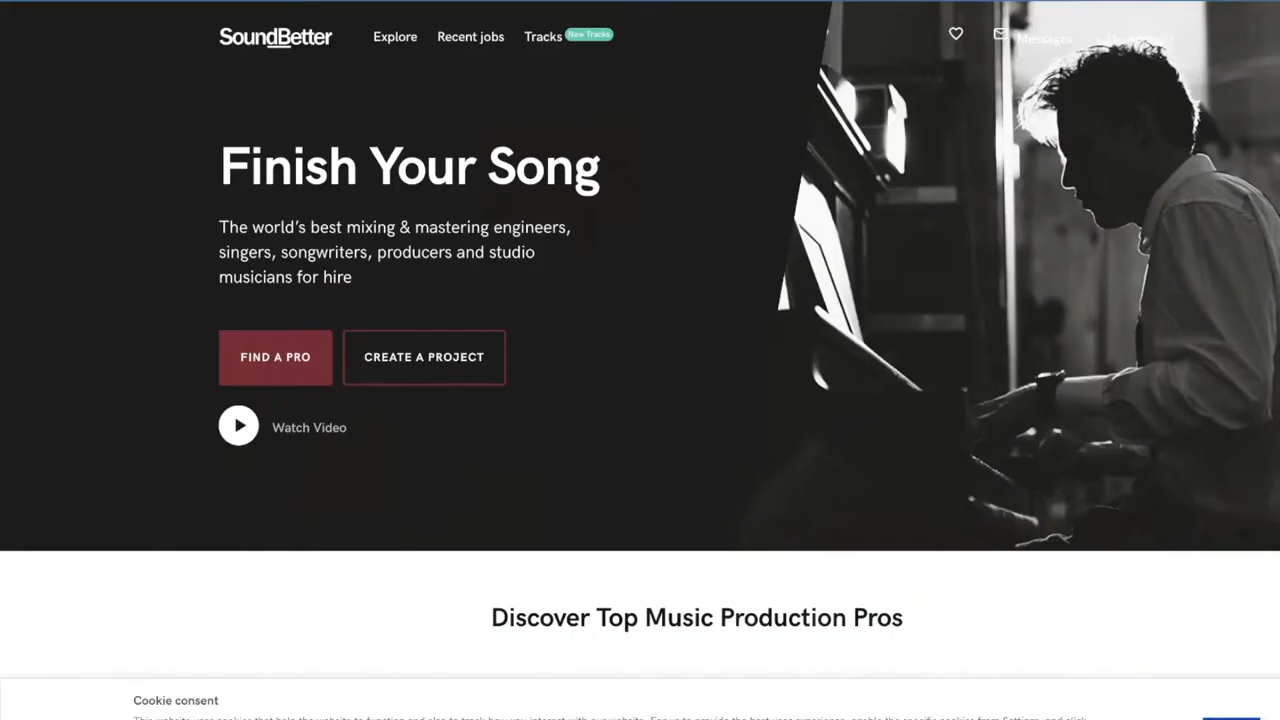 SoundBetter
Explore
Recent jobs
Tracks
New Tracks
Messages
Finish Your Song
The world's best mixing & mastering engineers,
singers, songwriters, producers and studio
musicians for hire
FIND A PRO
CREATE A PROJECT
Watch Video
Discover Top Music Production Pros
Cookie consent